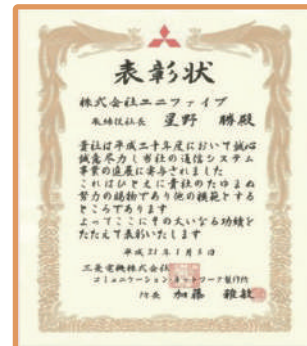 表彰状
株式会社ユニファイブ
取締役社長 星野 勝殿
貴社は平成二十年度において誠心
誠意尽力し当社の通信システム
事業の進展に寄与されました
これはひとえに貴社のたゆまぬ
努力の賜物であり他の模範とする
ところであります
よってここにその大いなる功績を
たたえて表彰いたします
平成21年1月5日
三菱電機株式会社
コミュニケーション・ネットワーク製作所
所長 加藤 雅敏